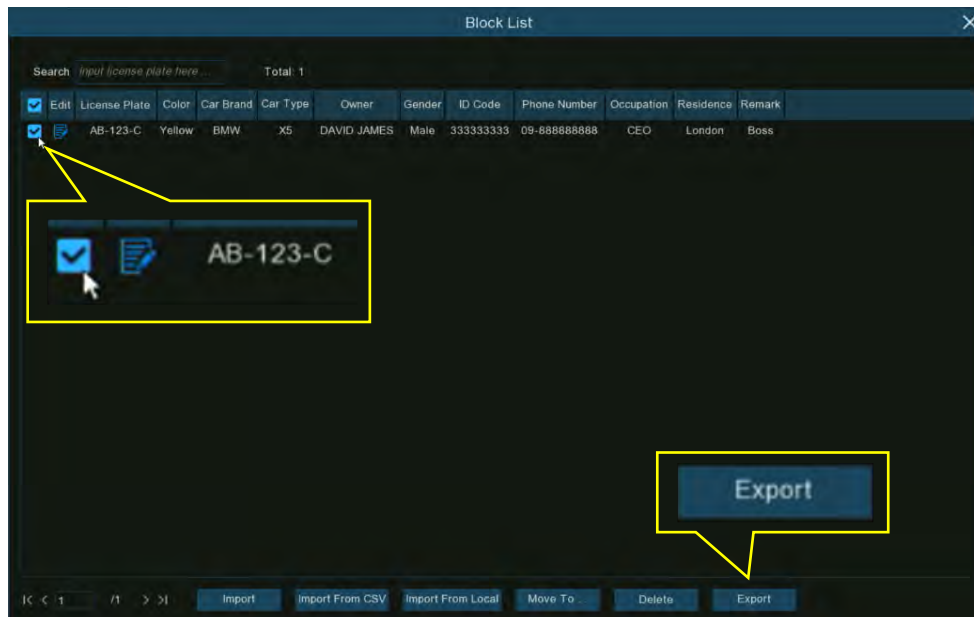 Block List
Search Input license plate here ... Total: 1
Edit License Plate Color Car Brand Car Type Owner Gender ID Code Phone Number Occupation Residence Remark
AB-123-C Yellow BMW X5 DAVID JAMES Male 333333333 09-888888888 CEO London Boss
AB-123-C
Export
1 /1 Import Import From CSV Import From Local Move To ... Delete Export